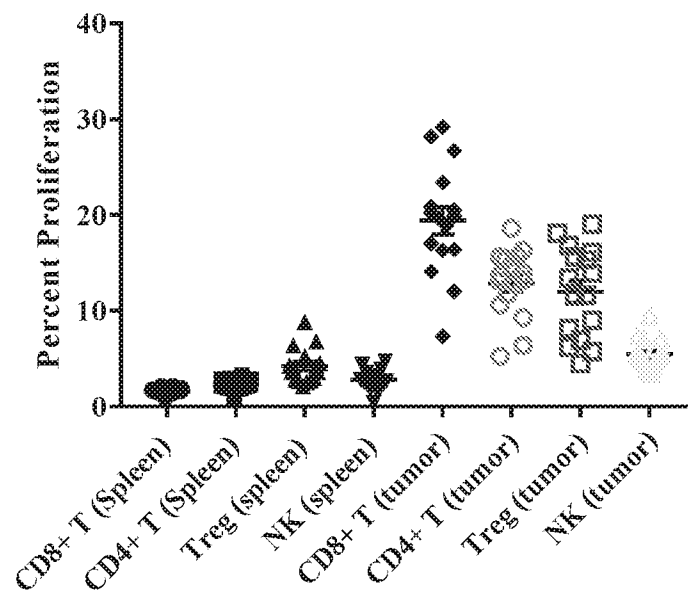 Percent Proliferation
40
30
20
10
0
CD8+ T (Spleen)
CD4+ T (Spleen)
Treg (spleen)
NK (spleen)
CD8+ T (tumor)
CD4+ T (tumor)
Treg (tumor)
NK (tumor)